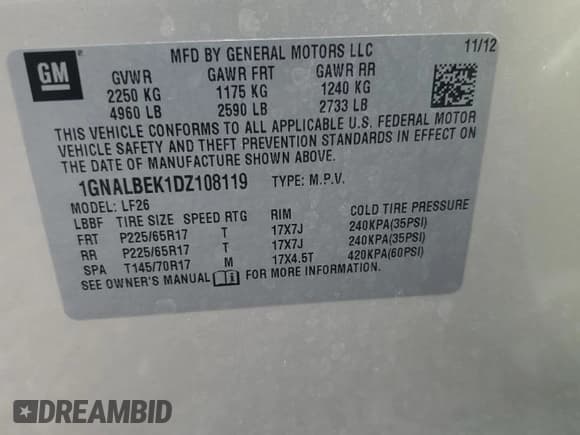 GM
MFD BY GENERAL MOTORS LLC 11/12
GVWR GAWR FRT GAWR RR
2250 KG 1175 KG 1240 KG
4960 LB 2590 LB 2733 LB
THIS VEHICLE CONFORMS TO ALL APPLICABLE U.S. FEDERAL MOTOR
VEHICLE SAFETY AND THEFT PREVENTION STANDARDS IN EFFECT ON
THE DATE OF MANUFACTURE SHOWN ABOVE.
1GNALBEK1DZ108119 TYPE: M.P.V.
MODEL: LF26
LBBF TIRE SIZE SPEED RTG RIM COLD TIRE PRESSURE
FRT P225/65R17 T 17X7J 240KPA(35PSI)
RR P225/65R17 T 17X7J 240KPA(35PSI)
SPA T145/70R17 M 17X4.5T 420KPA(60PSI)
SEE OWNER'S MANUAL FOR MORE INFORMATION.
DREAMBID